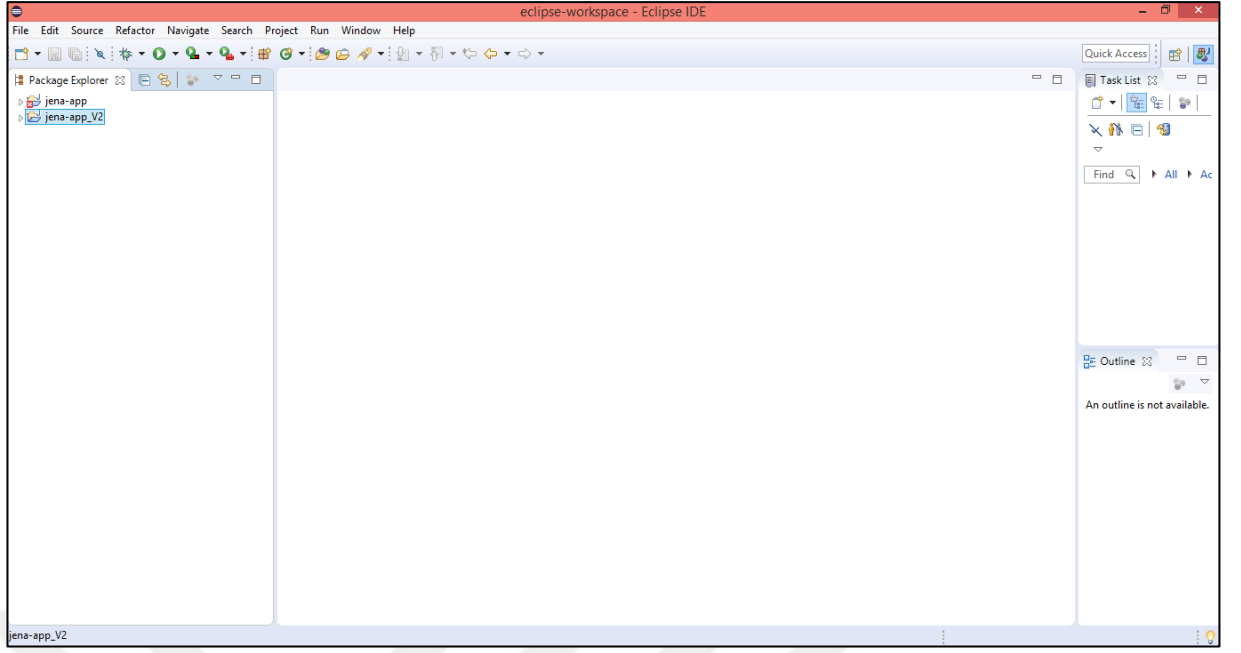 eclipse-workspace - Eclipse IDE
File Edit Source Refactor Navigate Search Project Run Window Help
Quick Access
Package Explorer
Task List
jena-app
jena-app_V2
Find All Ac
Outline
An outline is not available.
jena-app_V2